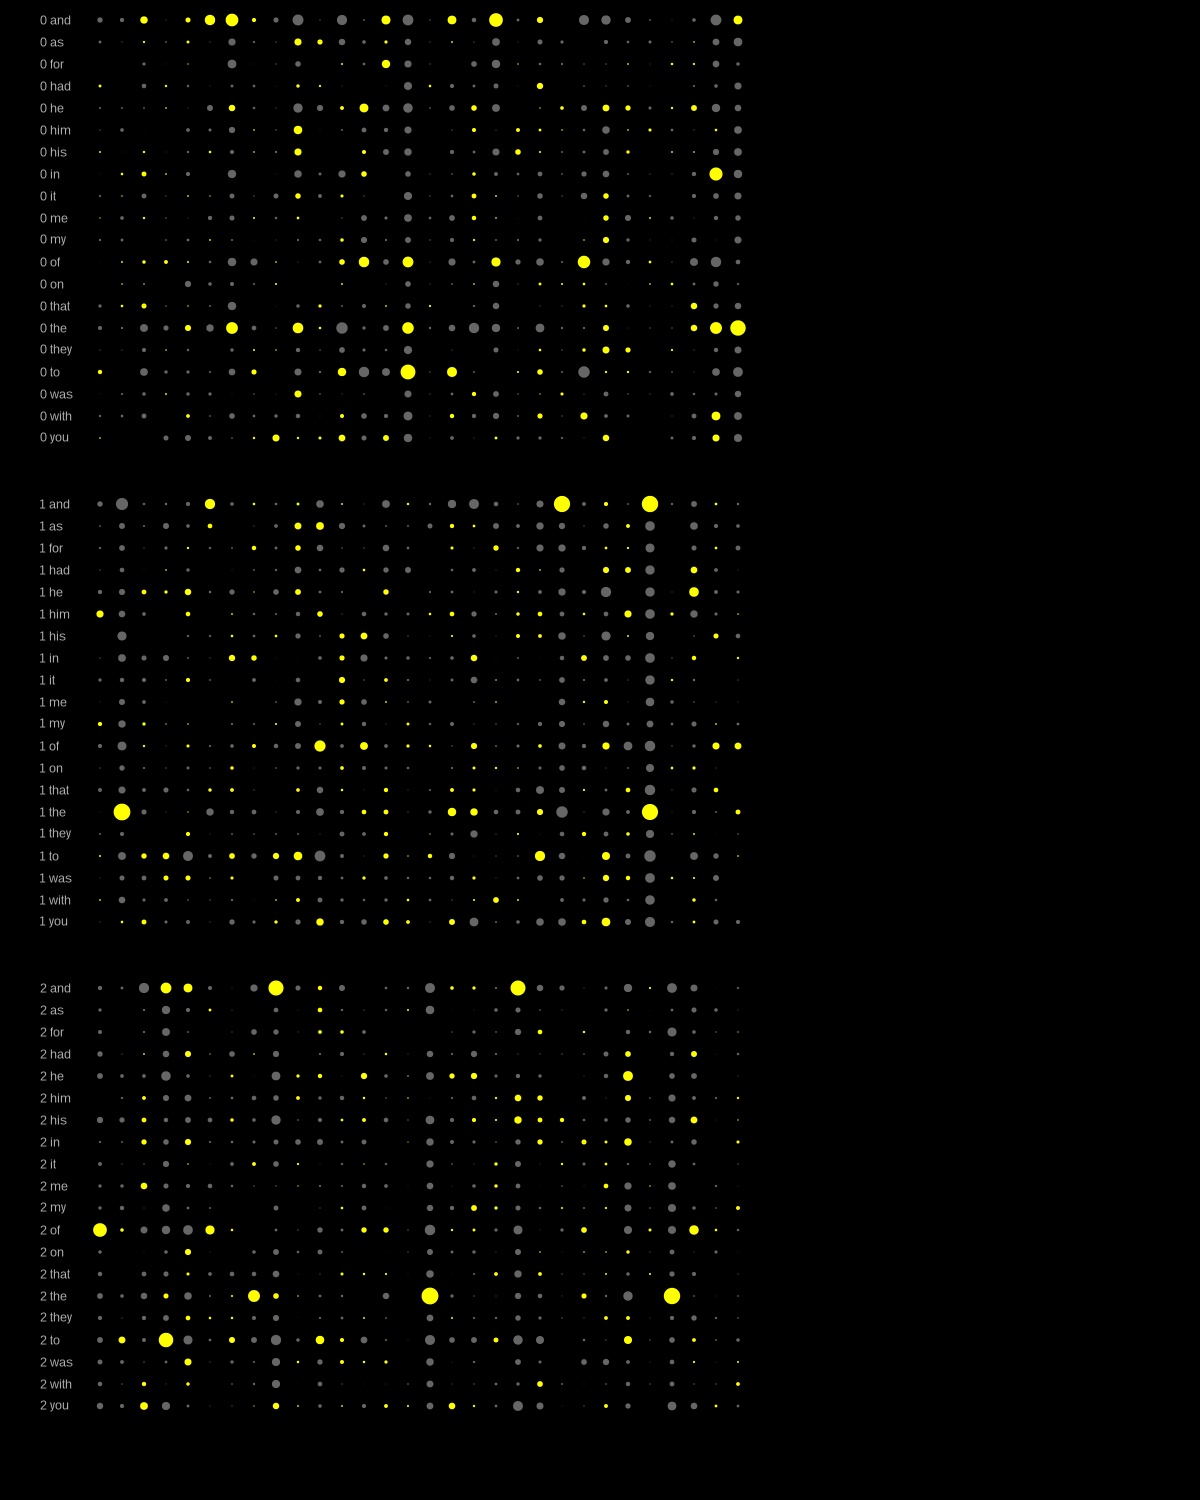 0 and
0 as
0 for
0 had
0 he
0 him
0 his
0 in
0 it
0 me
0 my
0 of
0 on
0 that
0 the
0 they
0 to
0 was
0 with
0 you
1 and
1 as
1 for
1 had
1 he
1 him
1 his
1 in
1 it
1 me
1 my
1 of
1 on
1 that
1 the
1 they
1 to
1 was
1 with
1 you
2 and
2 as
2 for
2 had
2 he
2 him
2 his
2 in
2 it
2 me
2 my
2 of
2 on
2 that
2 the
2 they
2 to
2 was
2 with
2 you